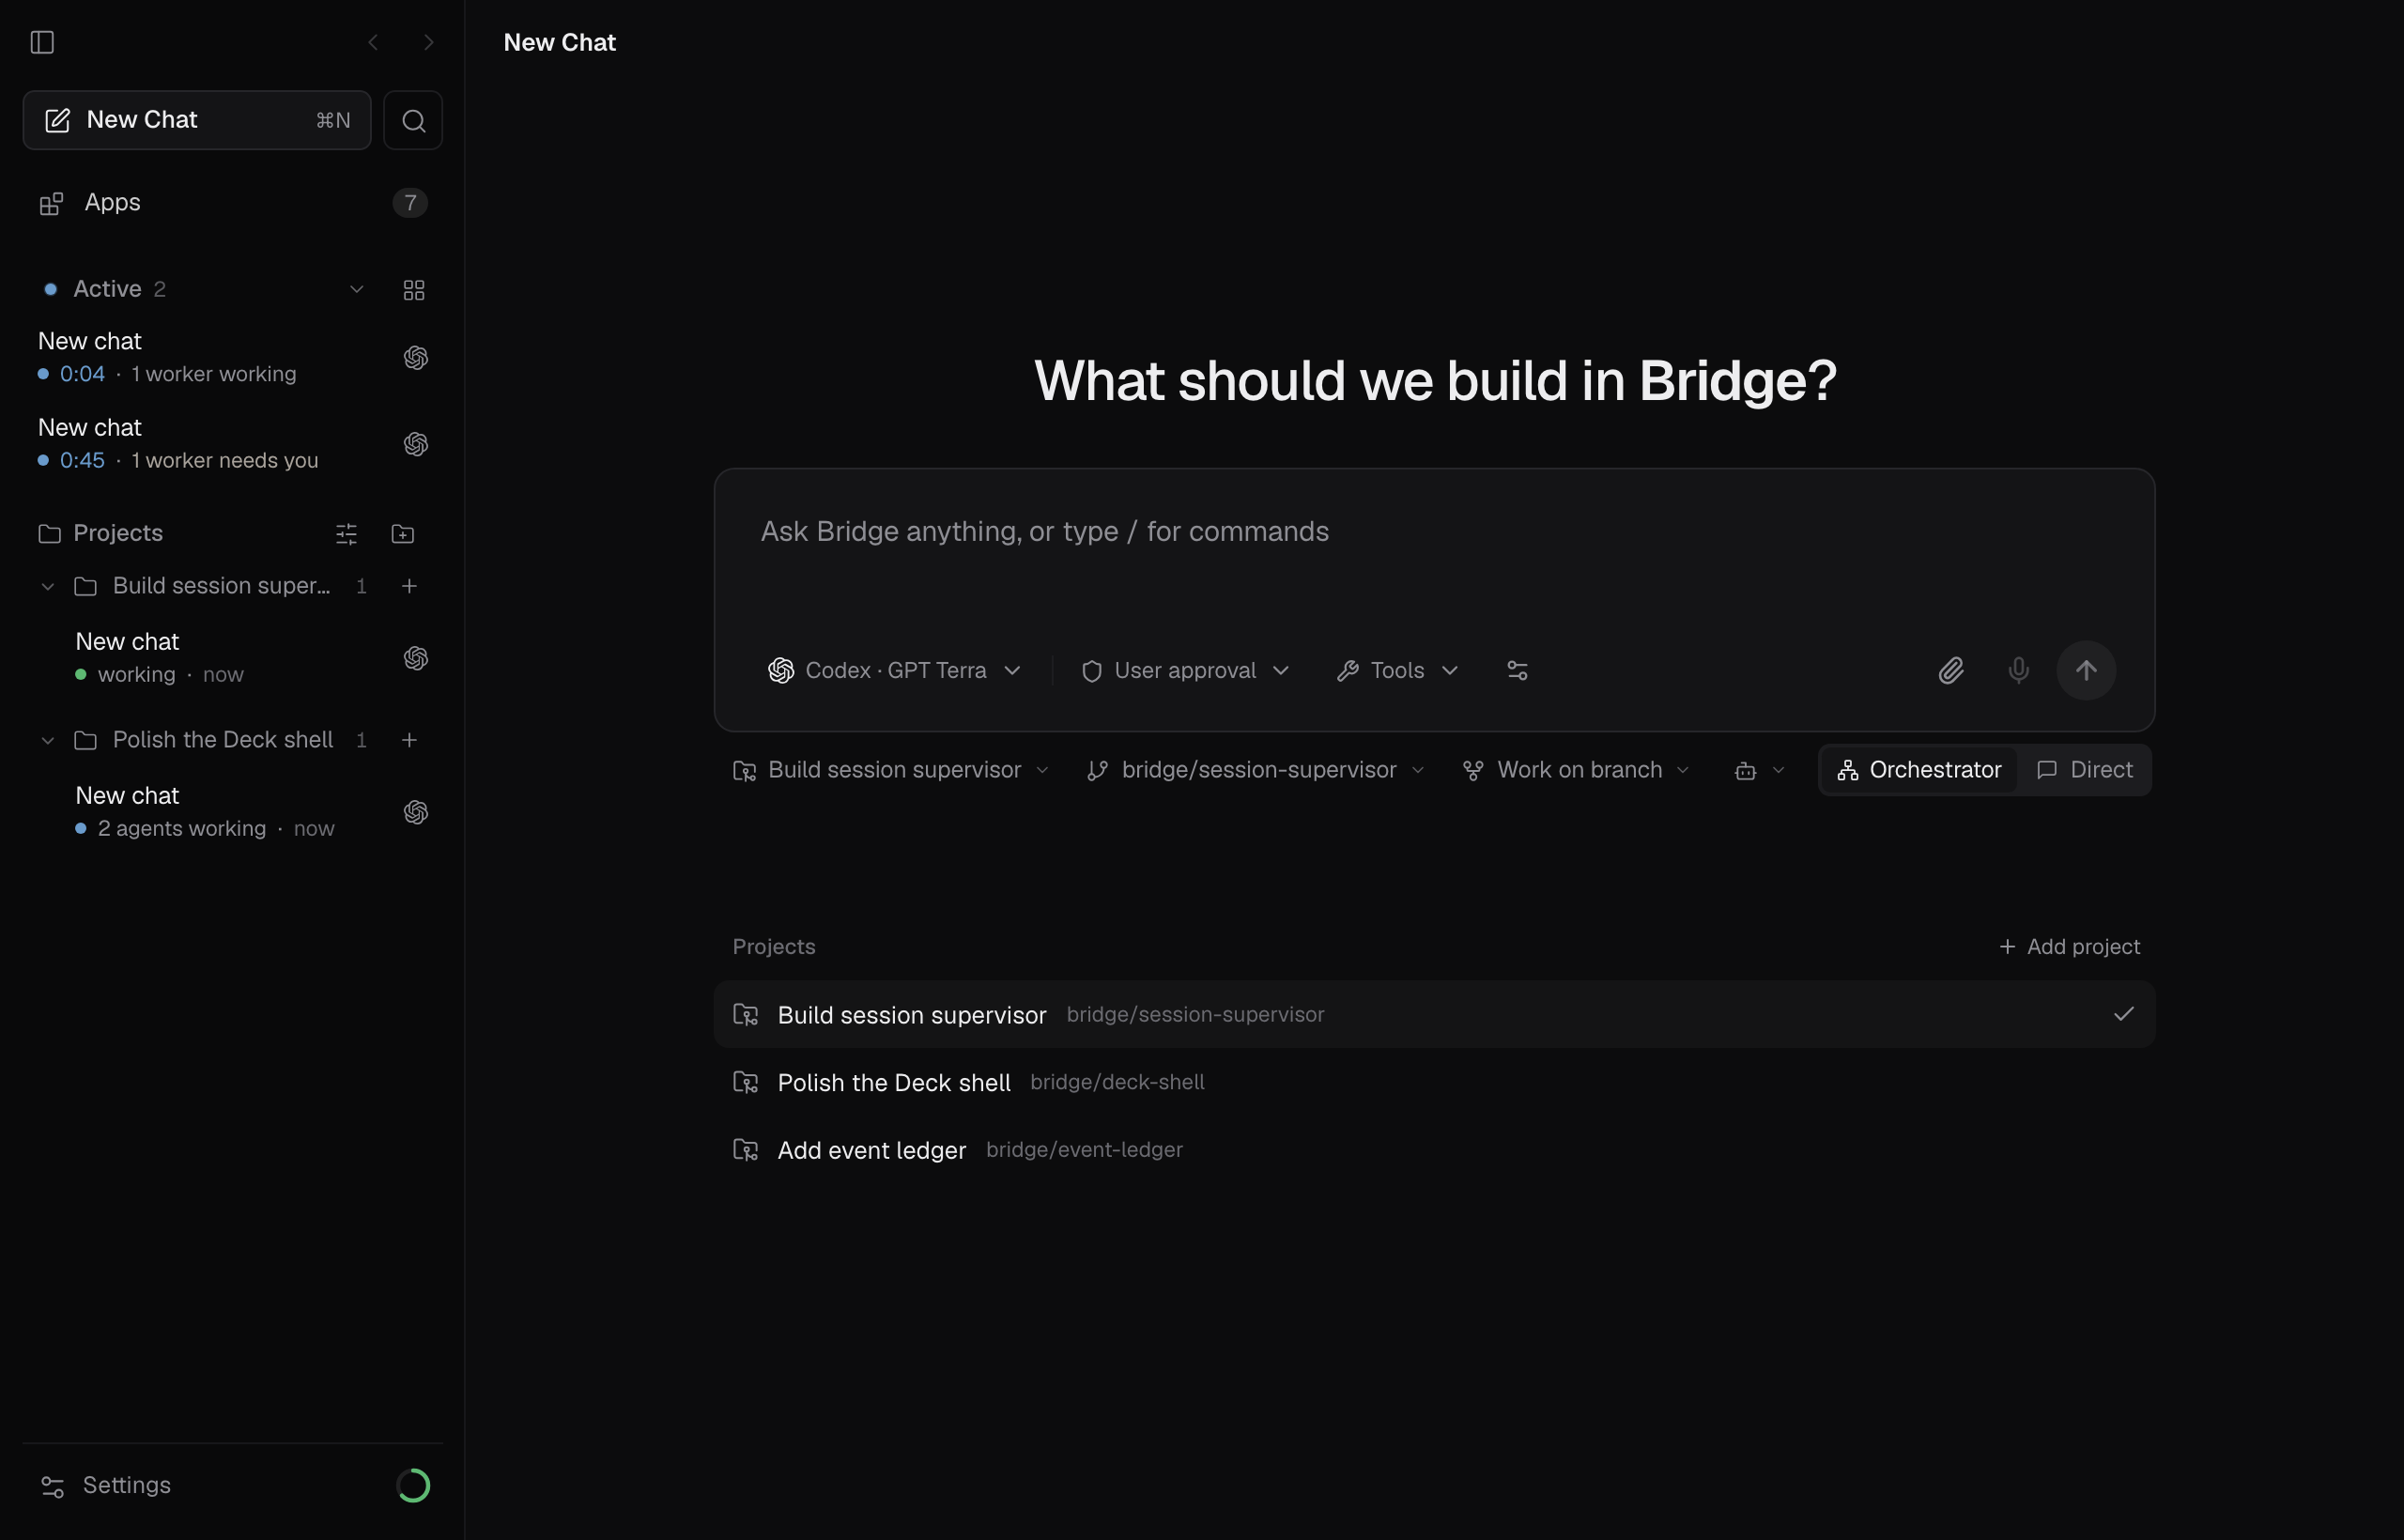 New Chat
New Chat ⌘N
Apps 7
Active 2
New chat
0:04 · 1 worker working
New chat
0:45 · 1 worker needs you
Projects
Build session super... 1
New chat
working · now
Polish the Deck shell 1
New chat
2 agents working · now
Settings
What should we build in Bridge?
Ask Bridge anything, or type / for commands
Codex · GPT Terra User approval Tools
Build session supervisor bridge/session-supervisor Work on branch Orchestrator Direct
Projects + Add project
Build session supervisor bridge/session-supervisor
Polish the Deck shell bridge/deck-shell
Add event ledger bridge/event-ledger